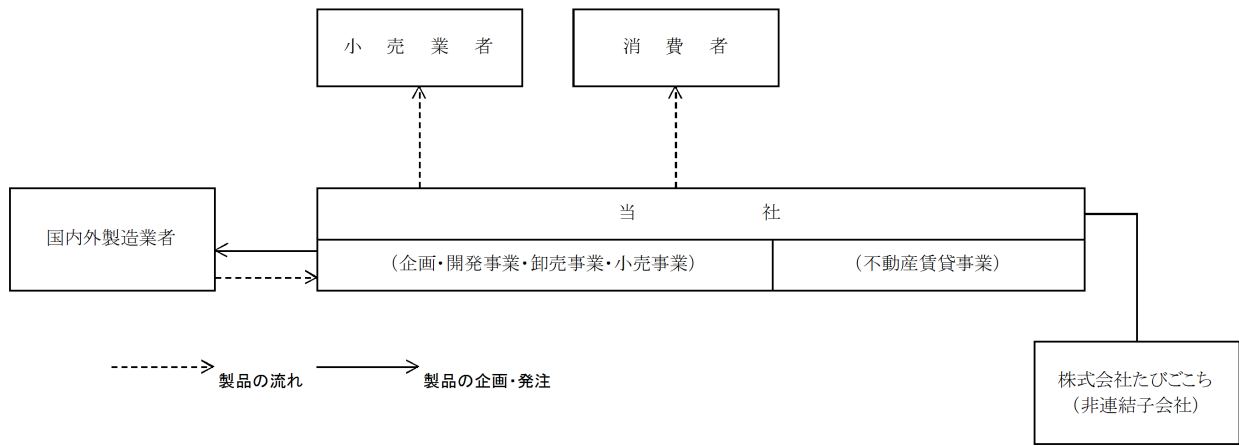 小売業者
消費者
当社
国内外製造業者
（企画・開発事業・卸売事業・小売事業）
（不動産賃貸事業）
製品の流れ
製品の企画・発注
株式会社たびごこち
（非連結子会社）